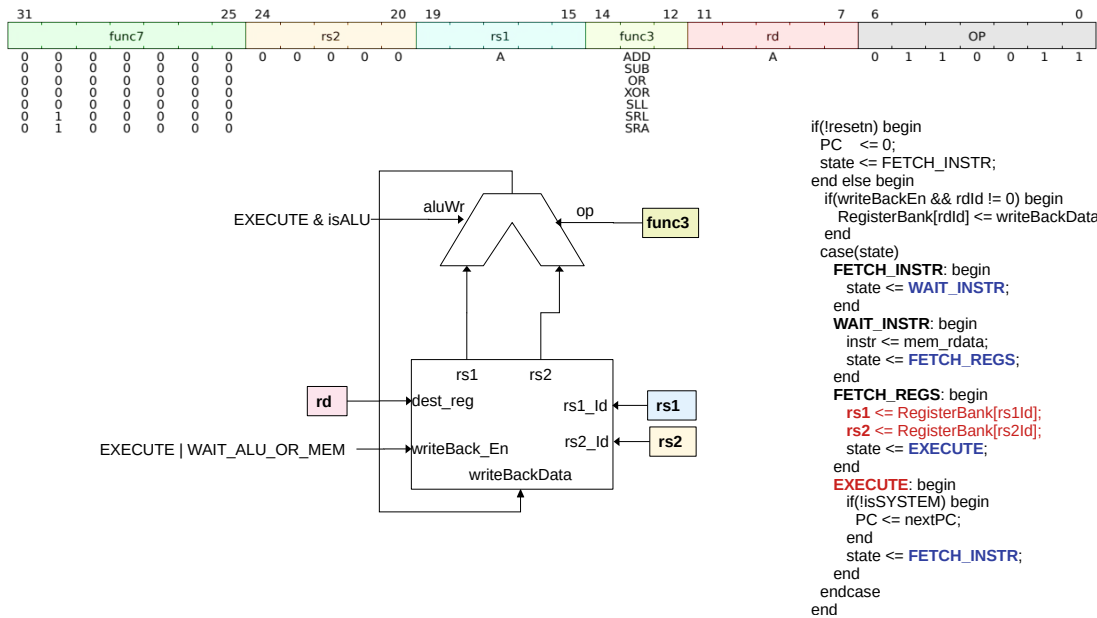 31 25 24 20 19 15 14 12 11 7 6 0
func7 rs2 rs1 func3 rd OP
0 0 0 0 0 0 0 0 0 0 0 0 A ADD A 0 1 1 0 0 1 1
0 0 0 0 0 0 0 SUB
0 0 0 0 0 0 0 OR
0 0 0 0 0 0 0 XOR
0 0 0 0 0 0 0 SLL
0 1 0 0 0 0 0 SRL
0 1 0 0 0 0 0 SRA
EXECUTE & isALU
aluWr
op
func3
rs1 rs2
rd
dest_reg
rs1_Id
rs1
EXECUTE | WAIT_ALU_OR_MEM
writeBack_En
rs2_Id
rs2
writeBackData
if(!resetn) begin
PC <= 0;
state <= FETCH_INSTR;
end else begin
if(writeBackEn && rdId != 0) begin
RegisterBank[rdId] <= writeBackData
end
case(state)
FETCH_INSTR: begin
state <= WAIT_INSTR;
end
WAIT_INSTR: begin
instr <= mem_rdata;
state <= FETCH_REGS;
end
FETCH_REGS: begin
rs1 <= RegisterBank[rs1Id];
rs2 <= RegisterBank[rs2Id];
state <= EXECUTE;
end
EXECUTE: begin
if(!isSYSTEM) begin
PC <= nextPC;
end
state <= FETCH_INSTR;
end
endcase
end